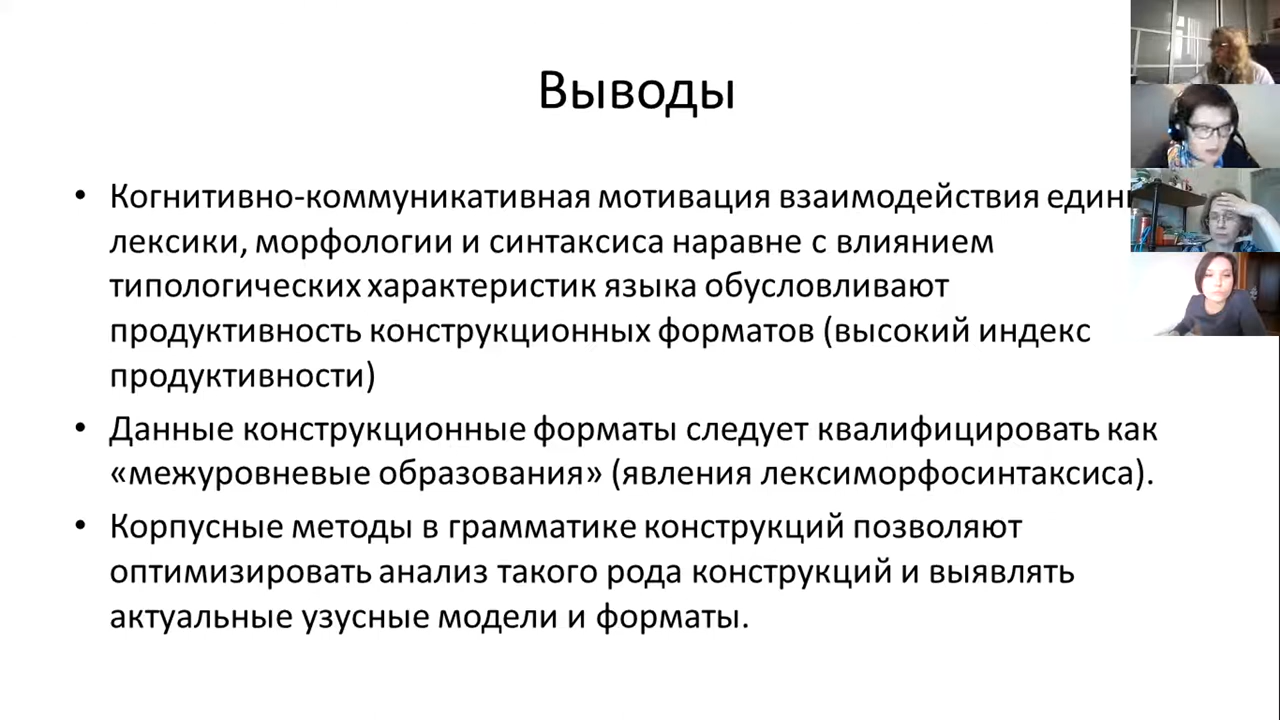 Выводы
• Когнитивно-коммуникативная мотивация взаимодействия
лексики, морфологии и синтаксиса наравне с влиянием
типологических характеристик языка обусловливают
продуктивность конструкционных форматов (высокий индекс
продуктивности)
• Данные конструкционные форматы следует квалифицировать как
«межуровневые образования» (явления лексиморфосинтаксиса).
• Корпусные методы в грамматике конструкций позволяют
оптимизировать анализ такого рода конструкций и выявлять
актуальные узусные модели и форматы.